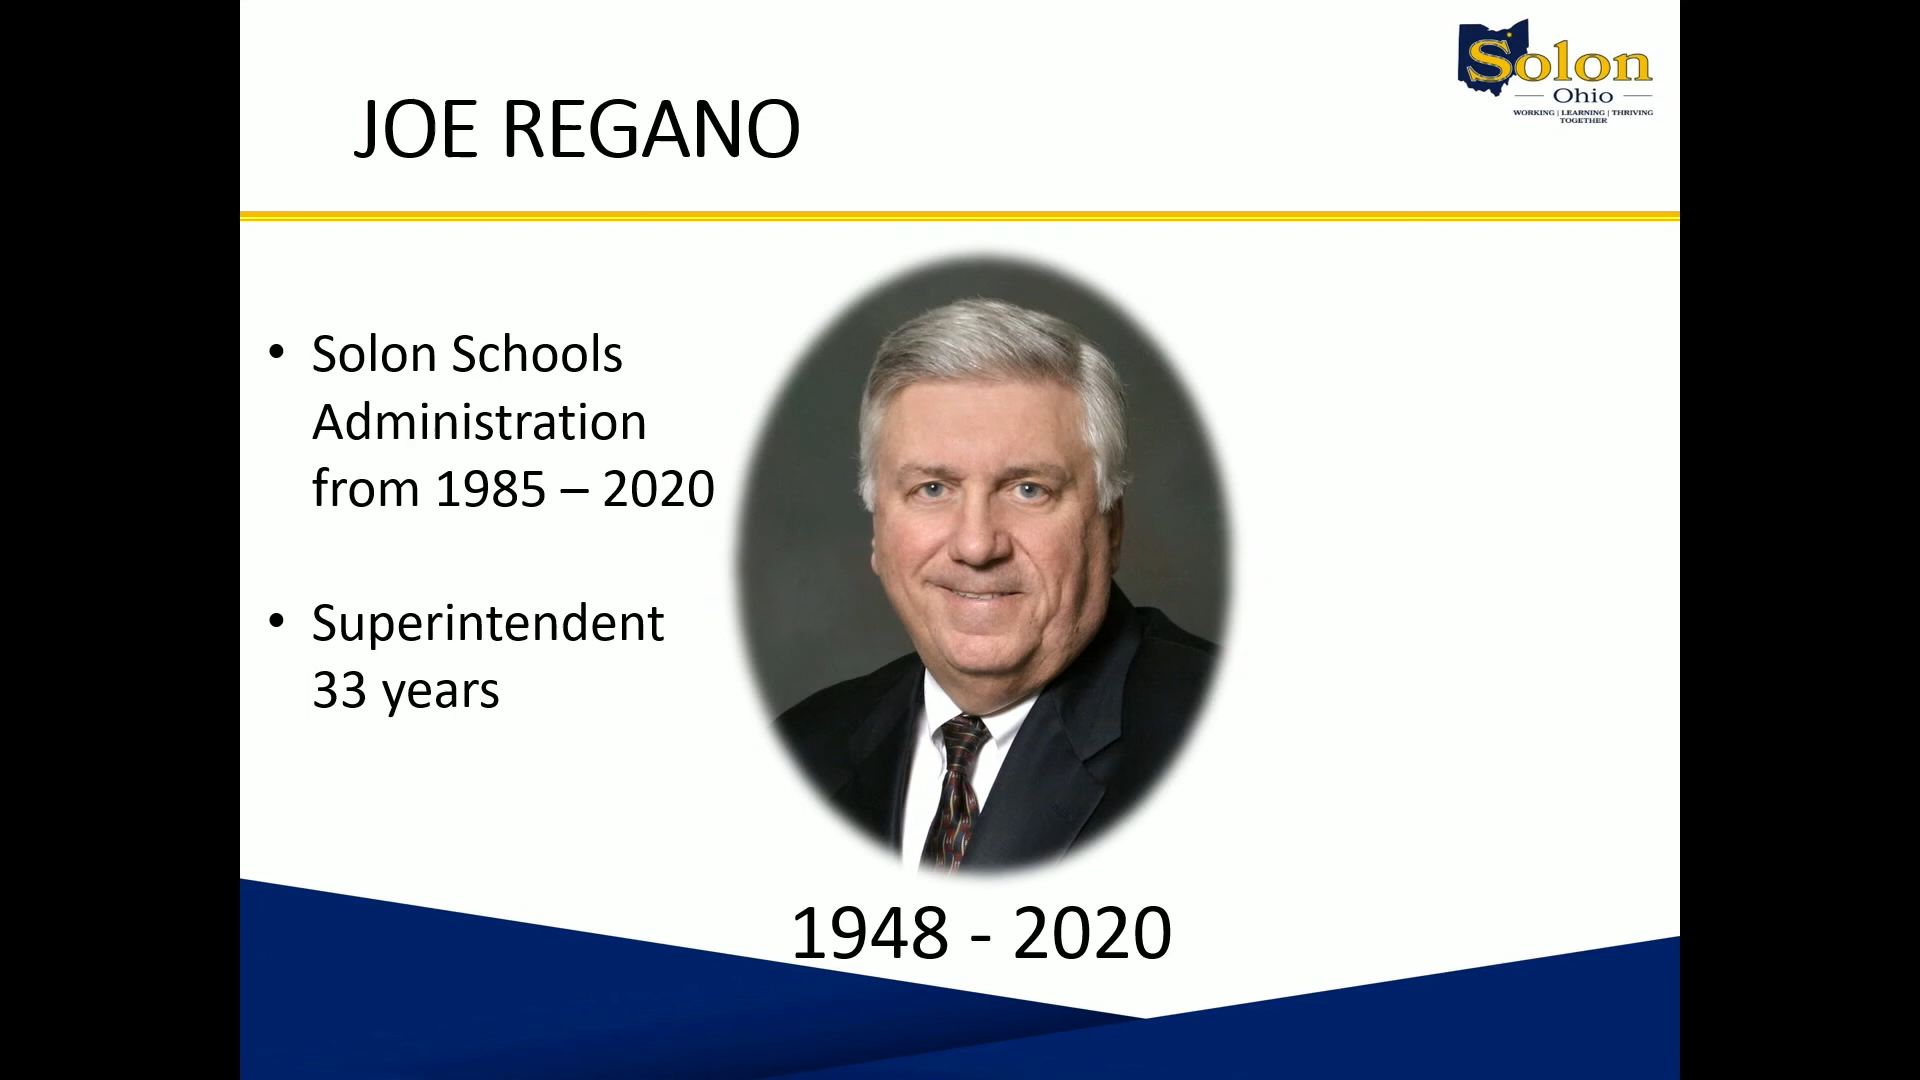 Solon
Ohio
WORKING | LEARNING | THRIVING
TOGETHER
JOE REGANO
• Solon Schools
Administration
from 1985 – 2020
• Superintendent
33 years
1948 - 2020